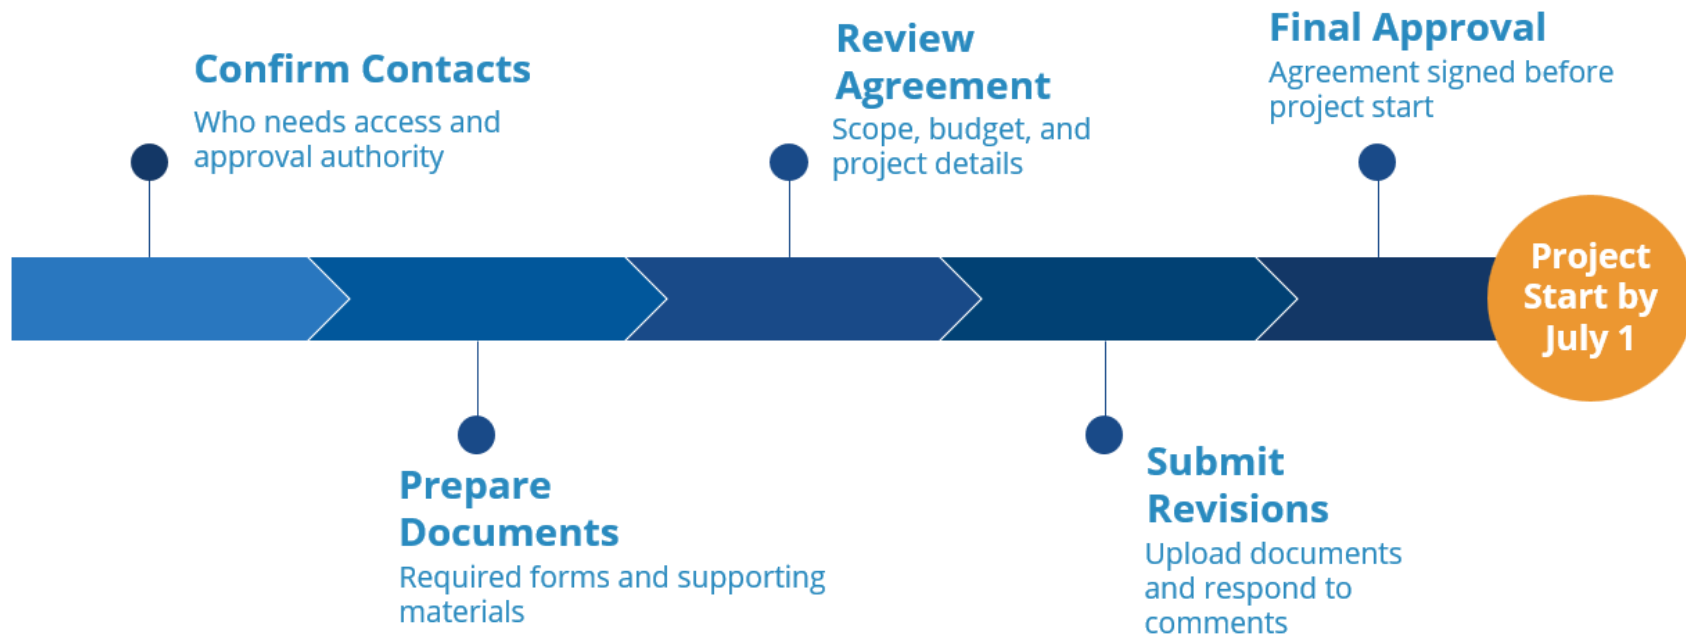 Confirm Contacts
Who needs access and
approval authority
Prepare
Documents
Required forms and supporting
materials
Review
Agreement
Scope, budget, and
project details
Submit
Revisions
Upload documents
and respond to
comments
Final Approval
Agreement signed before
project start
Project
Start by
July 1